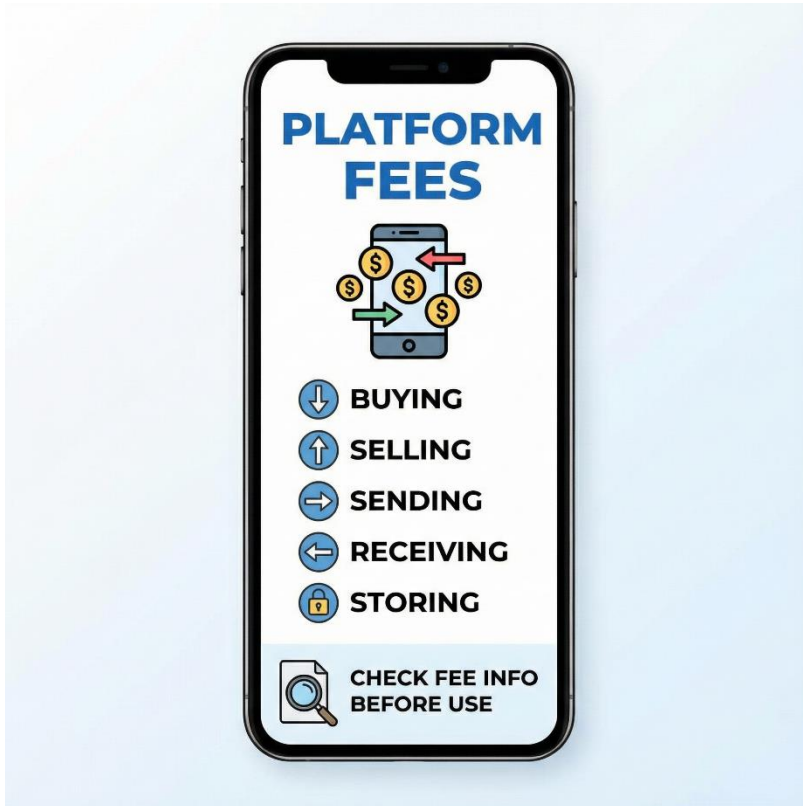 PLATFORM
FEES
$
$
$
$
$
BUYING
SELLING
SENDING
RECEIVING
STORING
CHECK FEE INFO
BEFORE USE